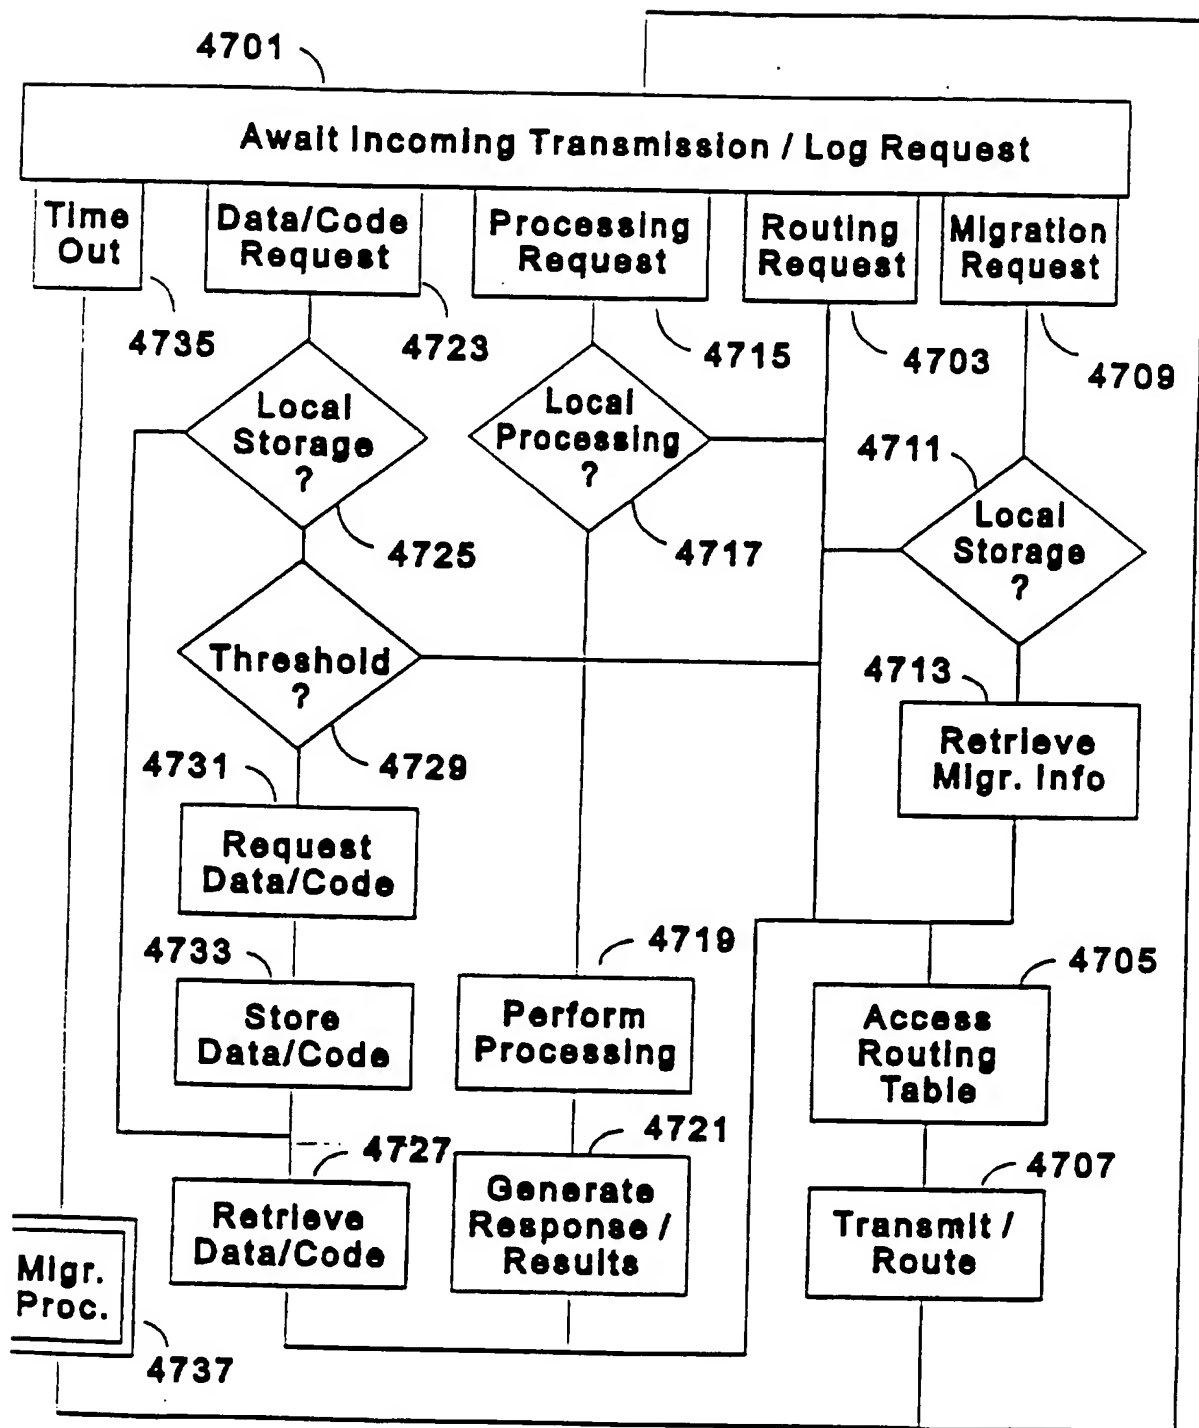 4701
Await Incoming Transmission / Log Request
Time
Out
Data/Code
Request
Processing
Request
Routing
Request
Migration
Request
4735
4723
4715
4703
4709
Local
Storage
?
Local
Processing
?
4711
Local
Storage
?
4725
4717
Threshold
?
4713
Retrieve
Migr. Info
4731
4729
Request
Data/Code
4733
4719
4705
Store
Data/Code
Perform
Processing
Access
Routing
Table
4727
4721
4707
Retrieve
Data/Code
Generate
Response /
Results
Transmit /
Route
Migr.
Proc.
4737